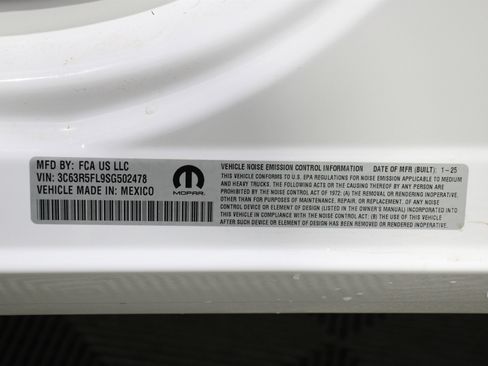 MFD BY: FCA US LLC
VIN: 3C63R5FL9SG502478
VEHICLE MADE IN: MEXICO
MOPAR
VEHICLE NOISE EMISSION CONTROL INFORMATION DATE OF MFR (BUILT): 1-25
THIS VEHICLE CONFORMS TO U.S. EPA REGULATIONS FOR NOISE EMISSION APPLICABLE TO MEDIUM
AND HEAVY TRUCKS. THE FOLLOWING ACTS OR THE CAUSING THEREOF BY ANY PERSON ARE
PROHIBITED BY THE NOISE CONTROL ACT OF 1972: (A) THE REMOVAL OR RENDERING INOPERATIVE,
OTHER THAN FOR PURPOSES OF MAINTENANCE, REPAIR, OR REPLACEMENT, OF ANY NOISE
CONTROL DEVICE OR ELEMENT OF DESIGN (LISTED IN THE OWNER'S MANUAL) INCORPORATED INTO
THIS VEHICLE IN COMPLIANCE WITH THE NOISE CONTROL ACT; (B) THE USE OF THIS VEHICLE
AFTER SUCH DEVICE OR ELEMENT OF DESIGN HAS BEEN REMOVED OR RENDERED INOPERATIVE.